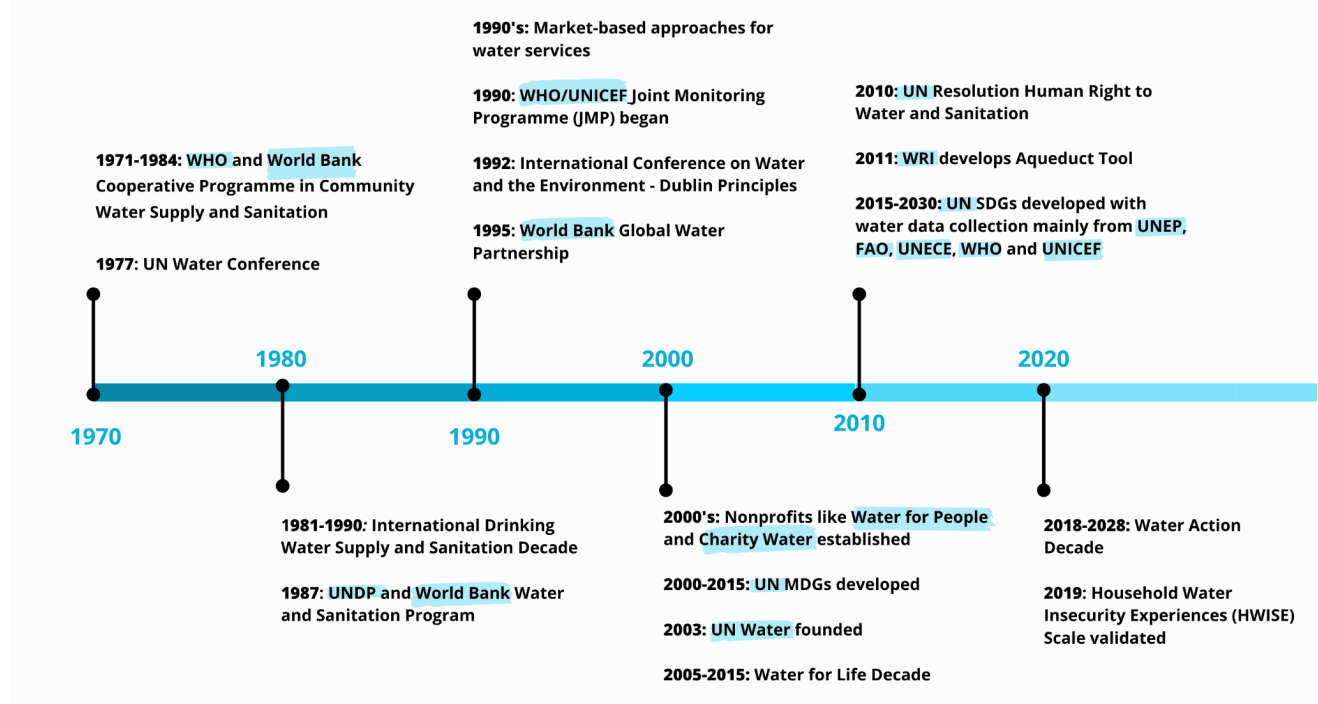 1971-1984: WHO and World Bank
Cooperative Programme in Community
Water Supply and Sanitation
1977: UN Water Conference
1990's: Market-based approaches for
water services
1990: WHO/UNICEF Joint Monitoring
Programme (JMP) began
1992: International Conference on Water
and the Environment - Dublin Principles
1995: World Bank Global Water
Partnership
2010: UN Resolution Human Right to
Water and Sanitation
2011: WRI develops Aqueduct Tool
2015-2030: UN SDGs developed with
water data collection mainly from UNEP,
FAO, UNECE, WHO and UNICEF
1970
1980
1990
2000
2010
2020
1981-1990: International Drinking
Water Supply and Sanitation Decade
1987: UNDP and World Bank Water
and Sanitation Program
2000's: Nonprofits like Water for People
and Charity Water established
2000-2015: UN MDGs developed
2003: UN Water founded
2005-2015: Water for Life Decade
2018-2028: Water Action
Decade
2019: Household Water
Insecurity Experiences (HWISE)
Scale validated